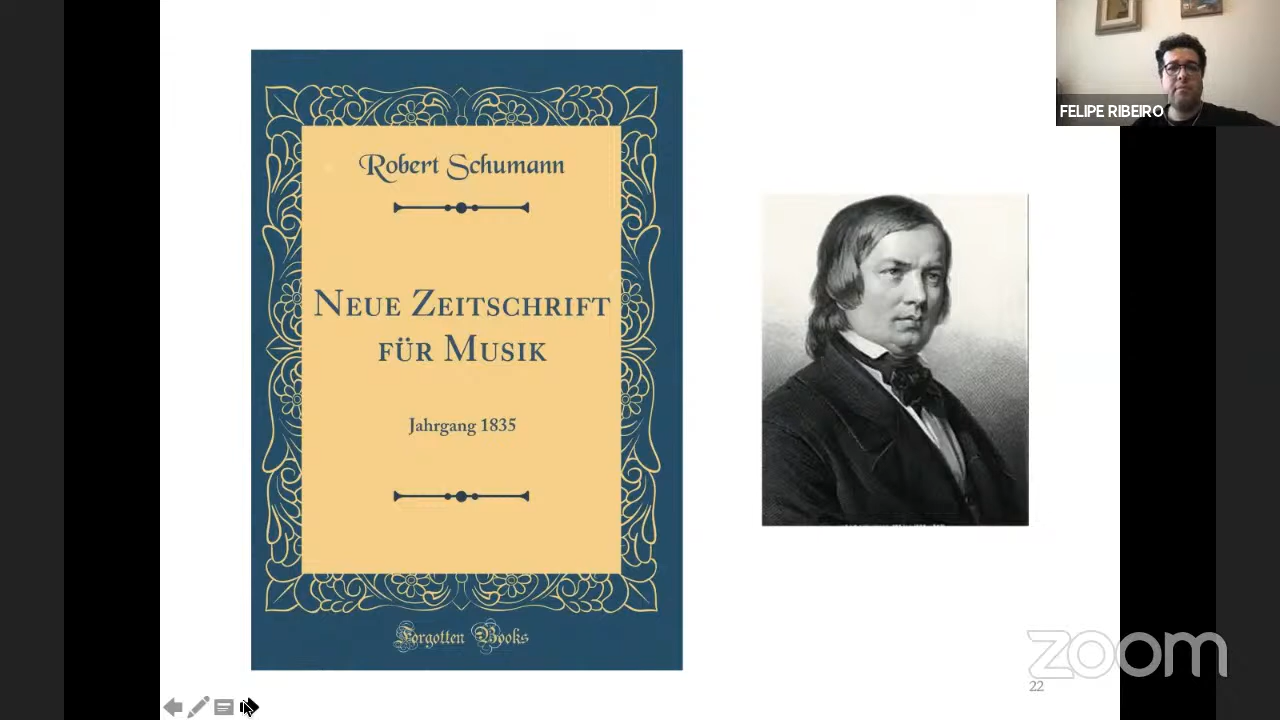 Robert Schumann
Neue Zeitschrift
für Musik
Jahrgang 1835
Forgotten Books
FELIPE RIBEIRO
zoom
22